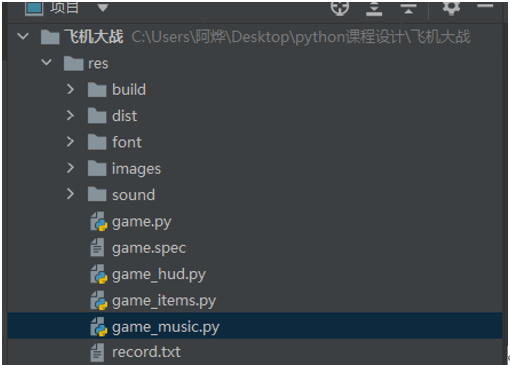 项目
飞机大战 C:\Users\阿烨\Desktop\python课程设计\飞机大战
res
build
dist
font
images
sound
game.py
game.spec
game_hud.py
game_items.py
game_music.py
record.txt